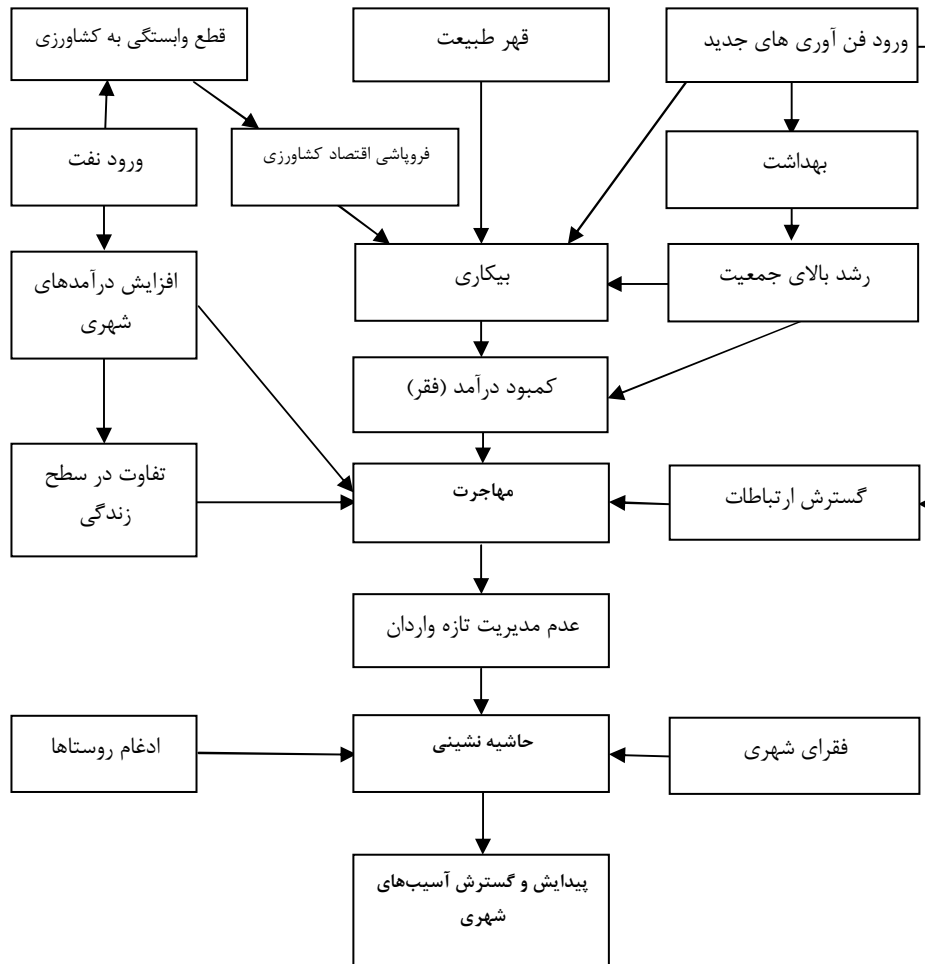 ورود فن آوری های جدید
قهر طبیعت
قطع وابستگی به کشاورزی
بهداشت
فروپاشی اقتصاد کشاورزی
ورود نفت
رشد بالای جمعیت
بیکاری
افزایش درآمدهای
شهری
کمبود درآمد (فقر)
گسترش ارتباطات
مهاجرت
تفاوت در سطح
زندگی
عدم مدیریت تازه واردان
فقرای شهری
حاشیه نشینی
ادغام روستاها
پیدایش و گسترش آسیب‌های
شهری